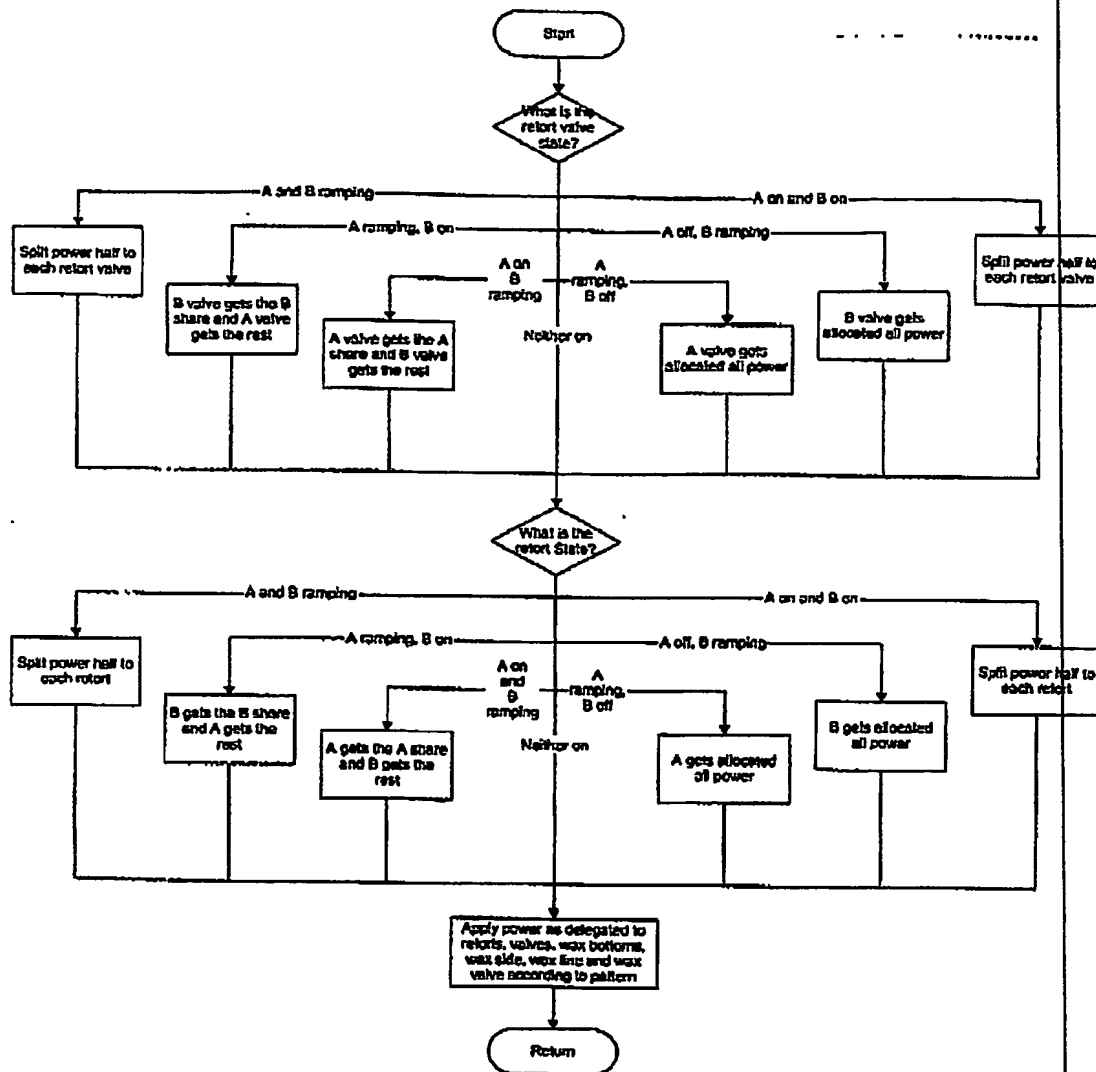 Start
What is the
retort valve
state?
A and B ramping
A on and B on
Split power half to
each retort valve
A ramping, B on
A off, B ramping
Split power half to
each retort valve
B valve gets the B
share and A valve
gets the rest
A on
B
ramping
A
ramping,
B off
B valve gets
allocated all power
A valve gets the A
share and B valve
gets the rest
Neither on
A valve gets
allocated all power
What is the
retort State?
A and B ramping
A on and B on
Split power half to
each retort
A ramping, B on
A off, B ramping
Split power half to
each retort
B gets the B share
and A gets the
rest
A on
and
B
ramping
A
ramping,
B off
B gets allocated
all power
A gets the A share
and B gets the
rest
Neither on
A gets allocated
all power
Apply power as delegated to
retorts, valves, wax bottoms,
wax side, wax line and wax
valve according to pattern
Return